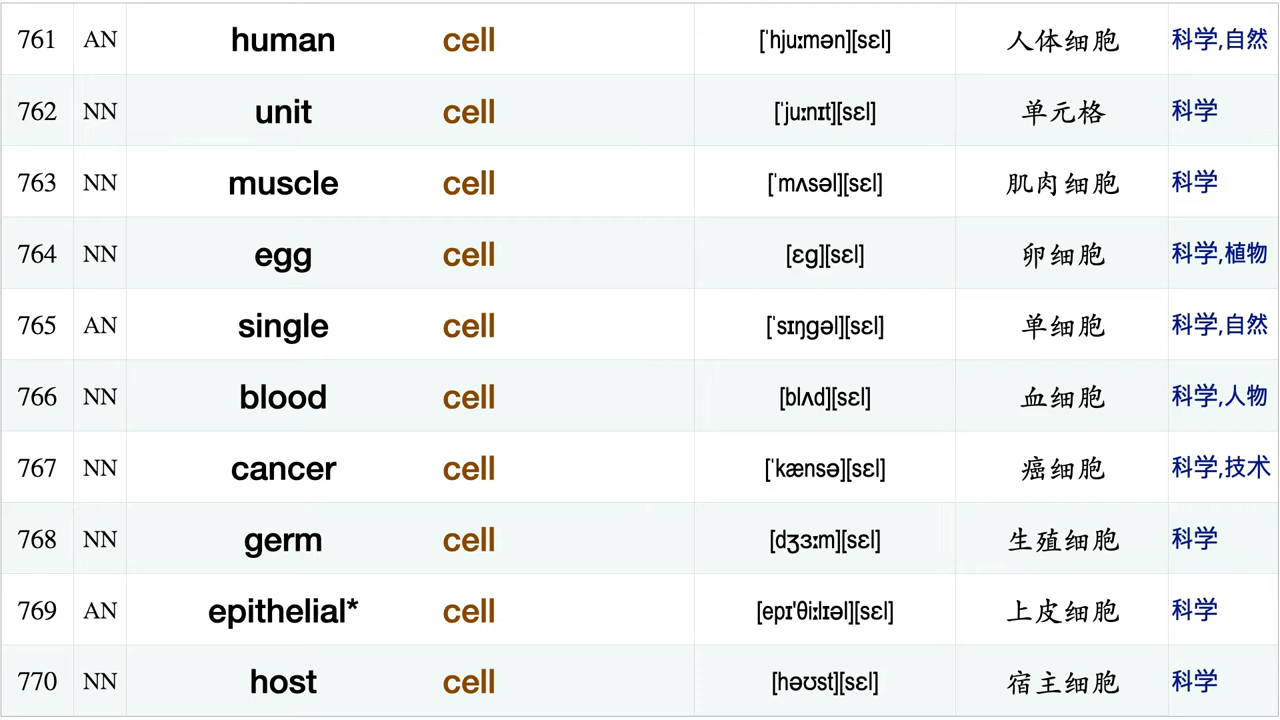 761 AN human cell [ˈhjuːmən][sɛl] 人体细胞 科学,自然
762 NN unit cell [ˈjuːnɪt][sɛl] 单元格 科学
763 NN muscle cell [ˈmʌsəl][sɛl] 肌肉细胞 科学
764 NN egg cell [ɛg][sɛl] 卵细胞 科学,植物
765 AN single cell [ˈsɪŋgəl][sɛl] 单细胞 科学,自然
766 NN blood cell [blʌd][sɛl] 血细胞 科学,人物
767 NN cancer cell [ˈkænsə][sɛl] 癌细胞 科学,技术
768 NN germ cell [dʒɜːm][sɛl] 生殖细胞 科学
769 AN epithelial* cell [epɪ'θiːlɪəl][sɛl] 上皮细胞 科学
770 NN host cell [həʊst][sɛl] 宿主细胞 科学